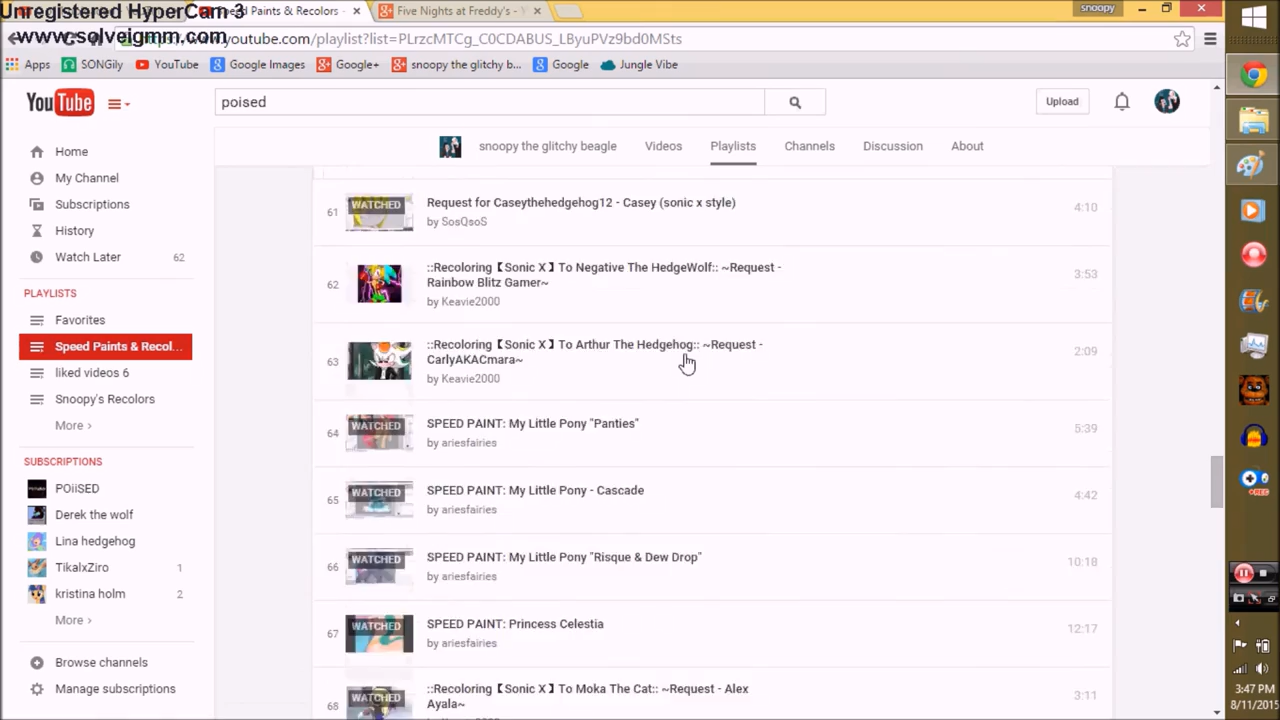 Unregistered HyperCam 3
www.solveigmm.com
Speed Paints & Recolors -
Five Nights at Freddy's - Y
snoopy
www.youtube.com/playlist?list=PLrzcMTCg_C0CDABUS_LByuPVz9bd0MSts
Apps SONGily YouTube Google Images Google+ snoopy the glitchy b... Google Jungle Vibe
YouTube poised Upload
snoopy the glitchy beagle Videos Playlists Channels Discussion About
Home
My Channel
Subscriptions
History
Watch Later 62
PLAYLISTS
Favorites
Speed Paints & Recol...
liked videos 6
Snoopy's Recolors
More ›
SUBSCRIPTIONS
POiiSED
Derek the wolf
Lina hedgehog
TikalxZiro 1
kristina holm 2
More ›
Browse channels
Manage subscriptions
61 WATCHED Request for Caseythehedgehog12 - Casey (sonic x style) 4:10
by SosQsoS
::Recoloring【Sonic X】To Negative The HedgeWolf:: ~Request -
62 Rainbow Blitz Gamer~ 3:53
by Keavie2000
::Recoloring【Sonic X】To Arthur The Hedgehog:: ~Request -
63 CarlyAKACmara~ 2:09
by Keavie2000
64 WATCHED SPEED PAINT: My Little Pony "Panties" 5:39
by ariesfairies
65 WATCHED SPEED PAINT: My Little Pony - Cascade 4:42
by ariesfairies
66 WATCHED SPEED PAINT: My Little Pony "Risque & Dew Drop" 10:18
by ariesfairies
67 WATCHED SPEED PAINT: Princess Celestia 12:17
by ariesfairies
::Recoloring【Sonic X】To Moka The Cat:: ~Request - Alex
68 WATCHED Ayala~ 3:11
+REC
3:47 PM
8/11/2015